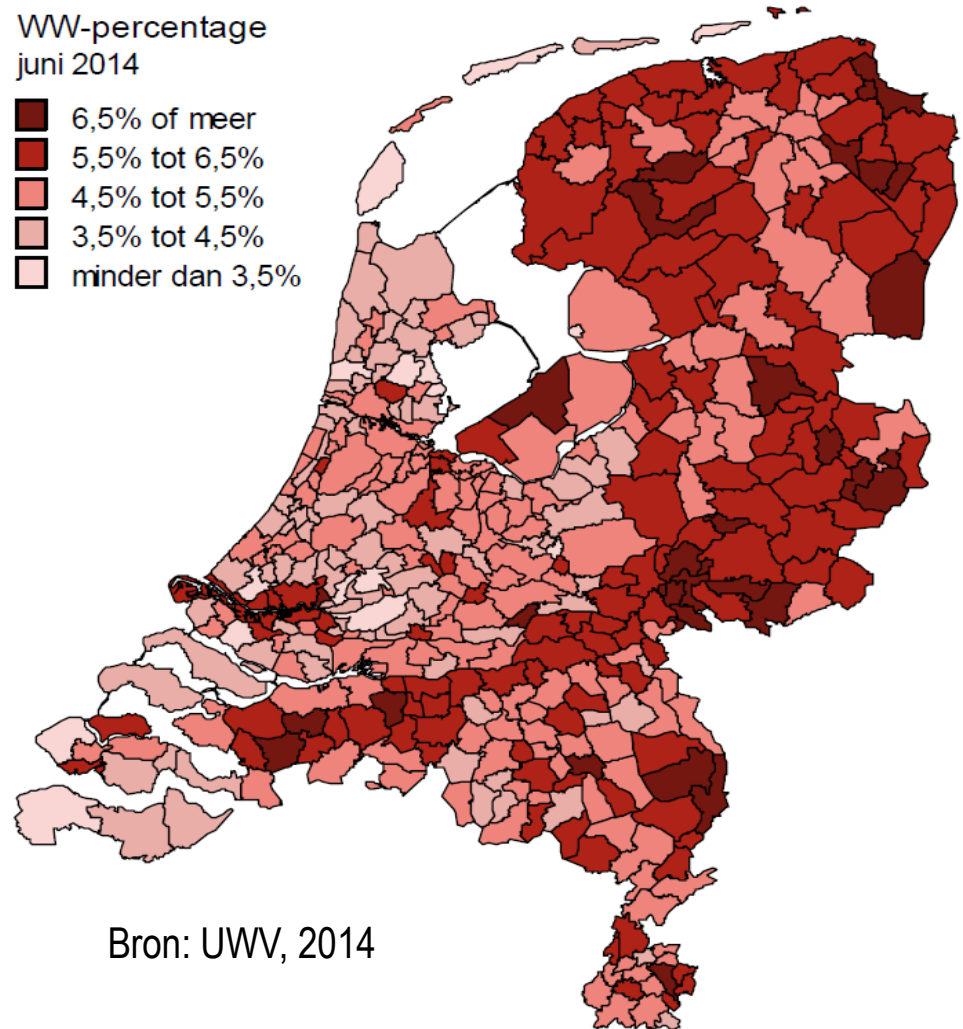 WW-percentage
juni 2014
6,5% of meer
5,5% tot 6,5%
4,5% tot 5,5%
3,5% tot 4,5%
minder dan 3,5%
Bron: UWV, 2014